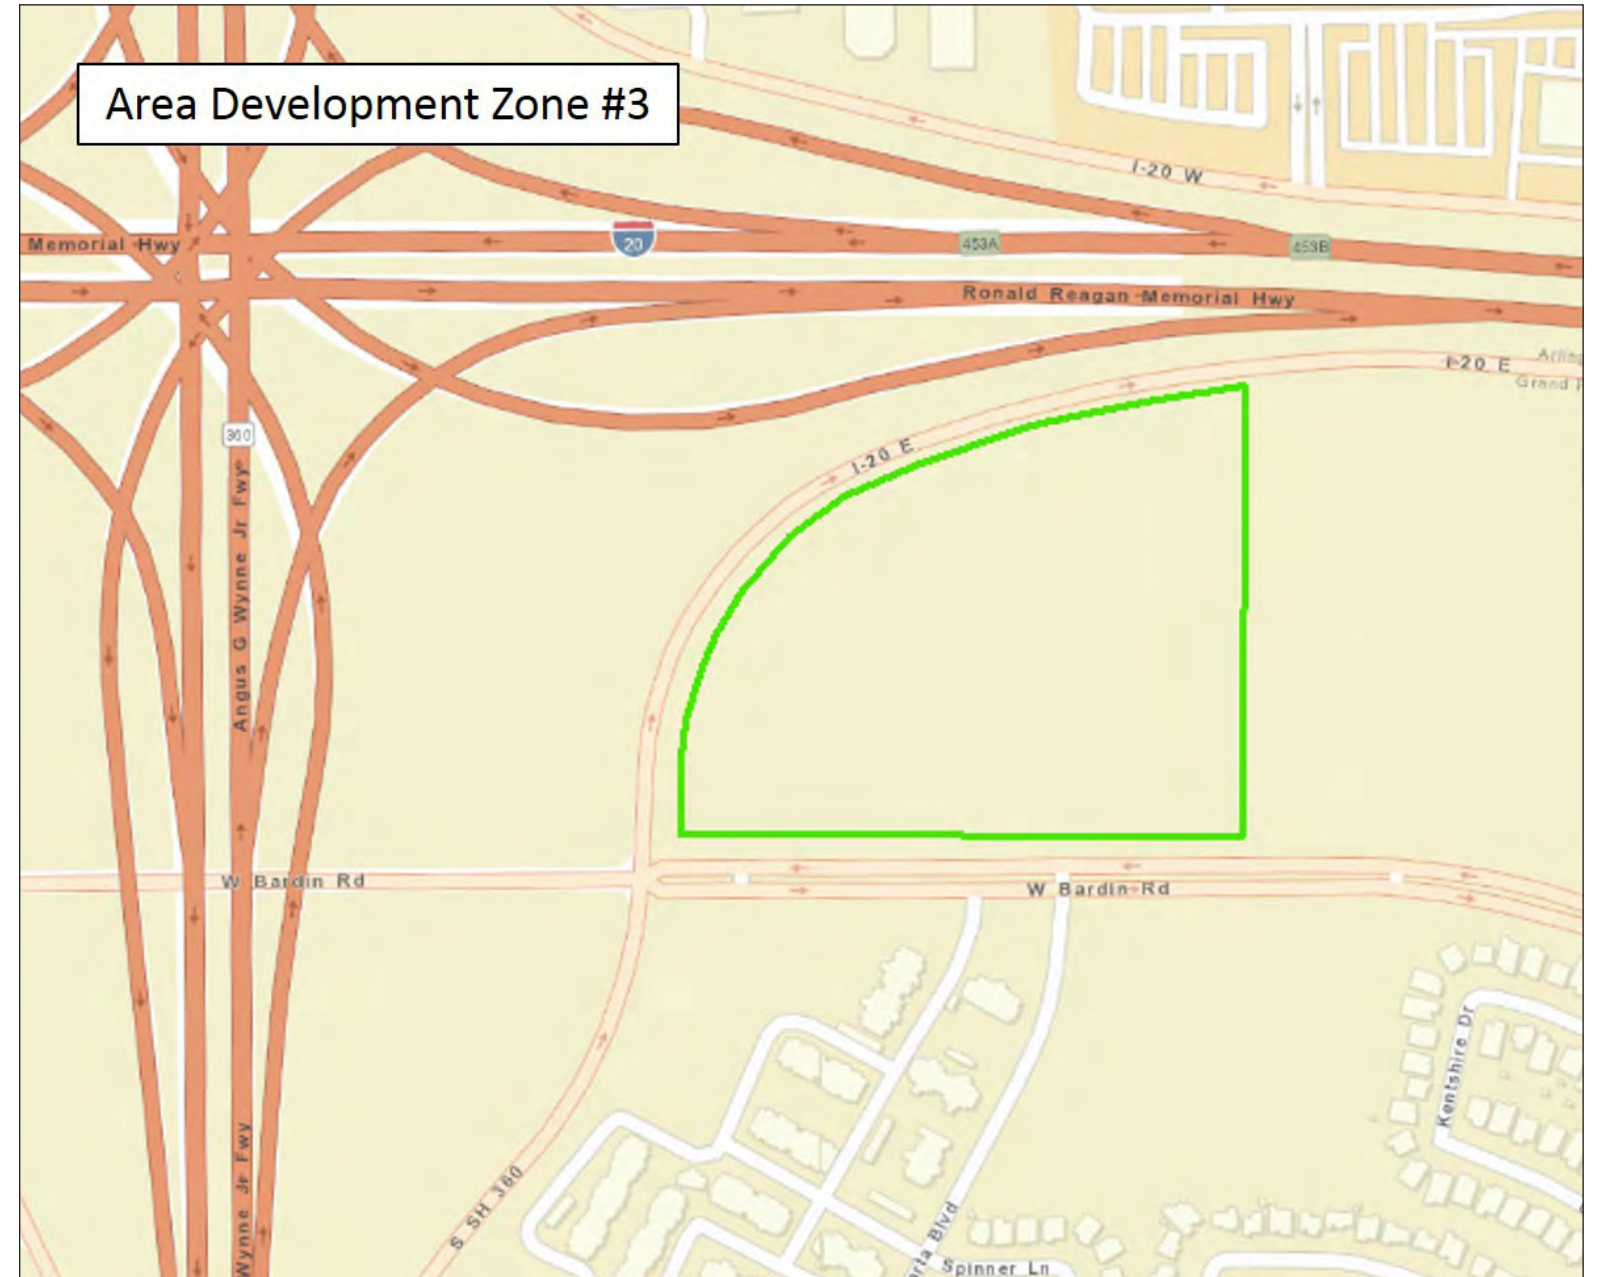 Area Development Zone #3
I-20 W
Memorial Hwy
20
453A
453B
Ronald Reagan Memorial Hwy
I-20 E
360
I-20 E
Angus G Wynne Jr Fwy
W Bardin Rd
W Bardin Rd
Kentshire Dr
S SH 360
Wynne Jr Fwy
Spinner Ln